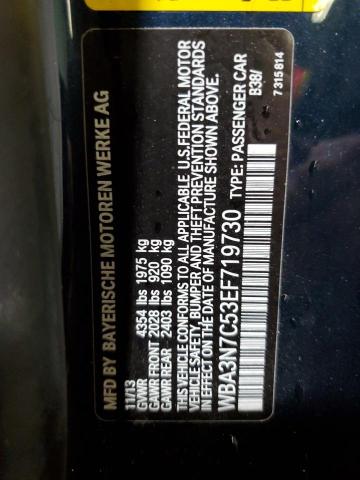 MFD BY BAYERISCHE MOTOREN WERKE AG
11/13
GVWR 4354 lbs 1975 kg
GAWR FRONT 2028 lbs 920 kg
GAWR REAR 2403 lbs 1090 kg
THIS VEHICLE CONFORMS TO ALL APPLICABLE U.S. FEDERAL MOTOR
VEHICLE SAFETY, BUMPER AND THEFT PREVENTION STANDARDS
IN EFFECT ON THE DATE OF MANUFACTURE SHOWN ABOVE.
WBA3N7C53EF719730 TYPE: PASSENGER CAR
B38/
7 315 814